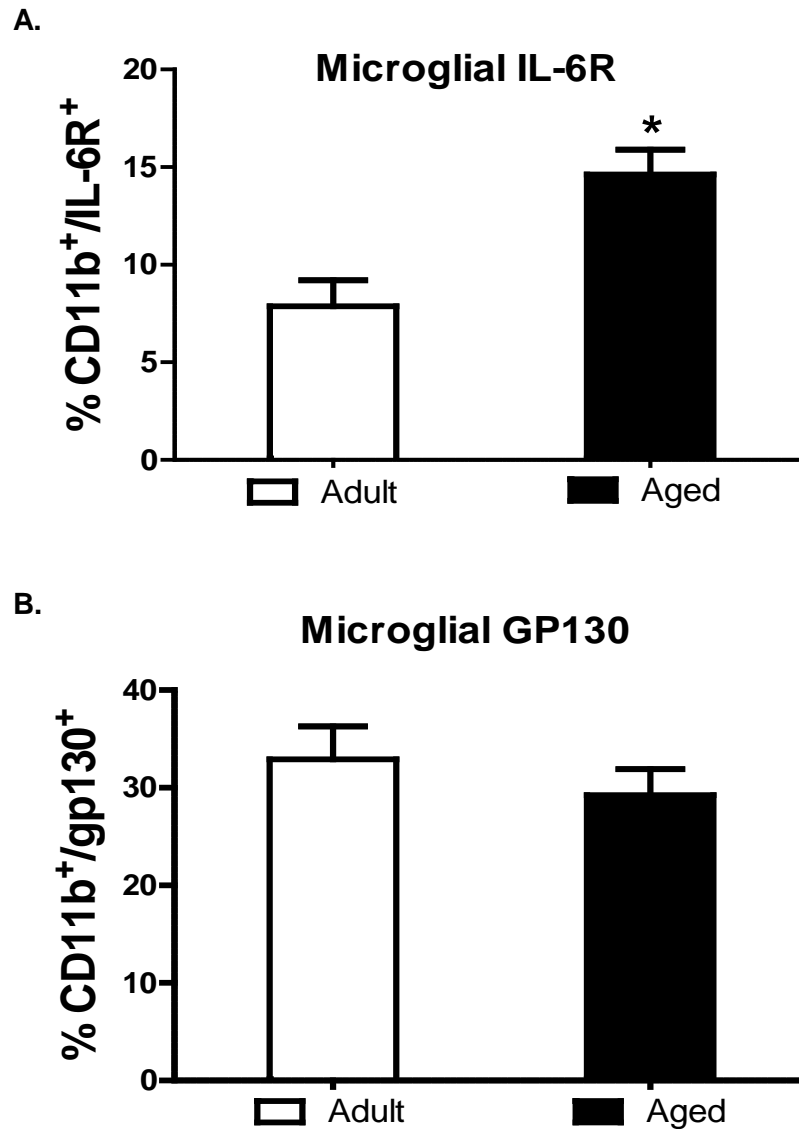 A.
Microglial IL-6R
% CD11b⁺/IL-6R⁺
20
15
10
5
0
*
Adult
Aged
B.
Microglial GP130
% CD11b⁺/gp130⁺
40
30
20
10
0
Adult
Aged